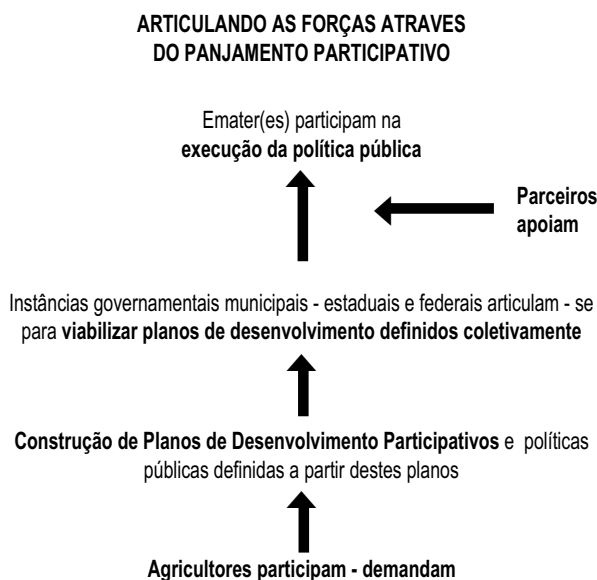 ARTICULANDO AS FORÇAS ATRAVES
DO PANJAMENTO PARTICIPATIVO
Emater(es) participam na
execução da política pública
Parceiros
apoiam
Instâncias governamentais municipais - estaduais e federais articulam - se
para viabilizar planos de desenvolvimento definidos coletivamente
Construção de Planos de Desenvolvimento Participativos e políticas
públicas definidas a partir destes planos
Agricultores participam - demandam